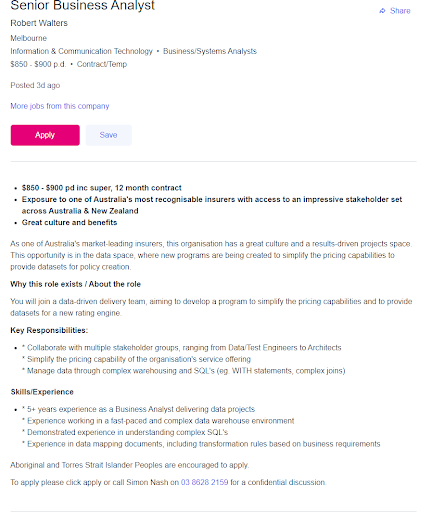 Senior Business Analyst
Share
Robert Walters
Melbourne
Information & Communication Technology • Business/Systems Analysts
$850 - $900 p.d. • Contract/Temp
Posted 3d ago
More jobs from this company
Apply
Save
• $850 - $900 pd inc super, 12 month contract
• Exposure to one of Australia's most recognisable insurers with access to an impressive stakeholder set
across Australia & New Zealand
• Great culture and benefits
As one of Australia's market-leading insurers, this organisation has a great culture and a results-driven projects space.
This opportunity is in the data space, where new programs are being created to simplify the pricing capabilities to
provide datasets for policy creation.
Why this role exists / About the role
You will join a data-driven delivery team, aiming to develop a program to simplify the pricing capabilities and to provide
datasets for a new rating engine.
Key Responsibilities:
• * Collaborate with multiple stakeholder groups, ranging from Data/Test Engineers to Architects
* Simplify the pricing capability of the organisation's service offering
* Manage data through complex warehousing and SQL's (eg. WITH statements, complex joins)
Skills/Experience
• * 5+ years experience as a Business Analyst delivering data projects
* Experience working in a fast-paced and complex data warehouse environment
* Demonstrated experience in understanding complex SQL's
* Experience in data mapping documents, including transformation rules based on business requirements
Aboriginal and Torres Strait Islander Peoples are encouraged to apply.
To apply please click apply or call Simon Nash on 03 8628 2159 for a confidential discussion.